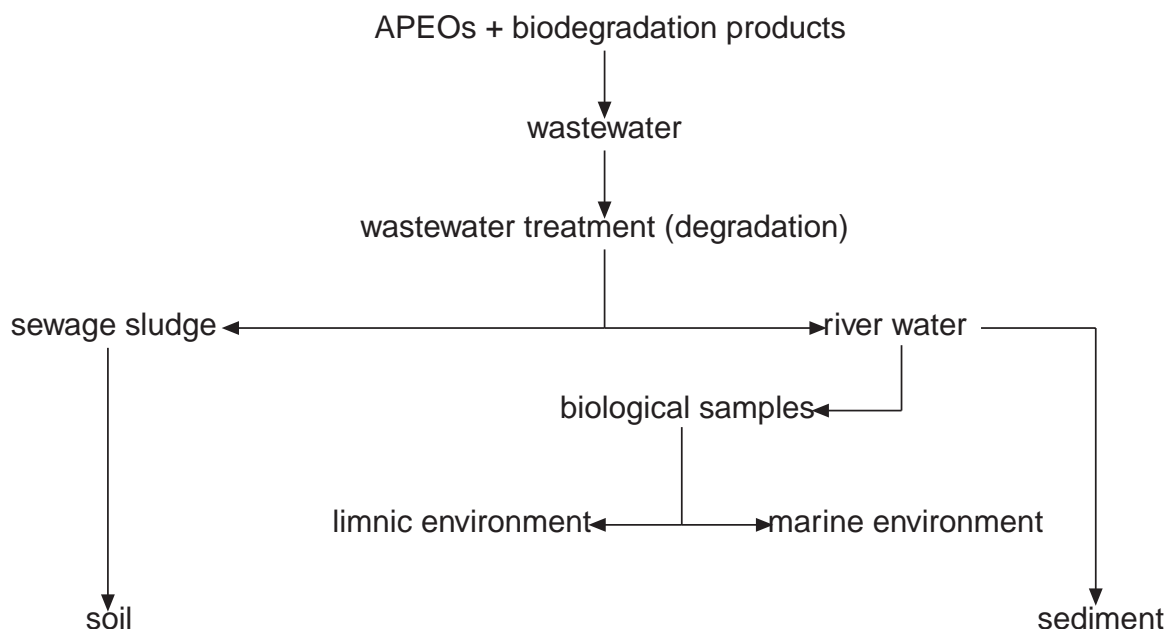 APEOs + biodegradation products
wastewater
wastewater treatment (degradation)
sewage sludge
river water
biological samples
limnic environment
marine environment
soil
sediment